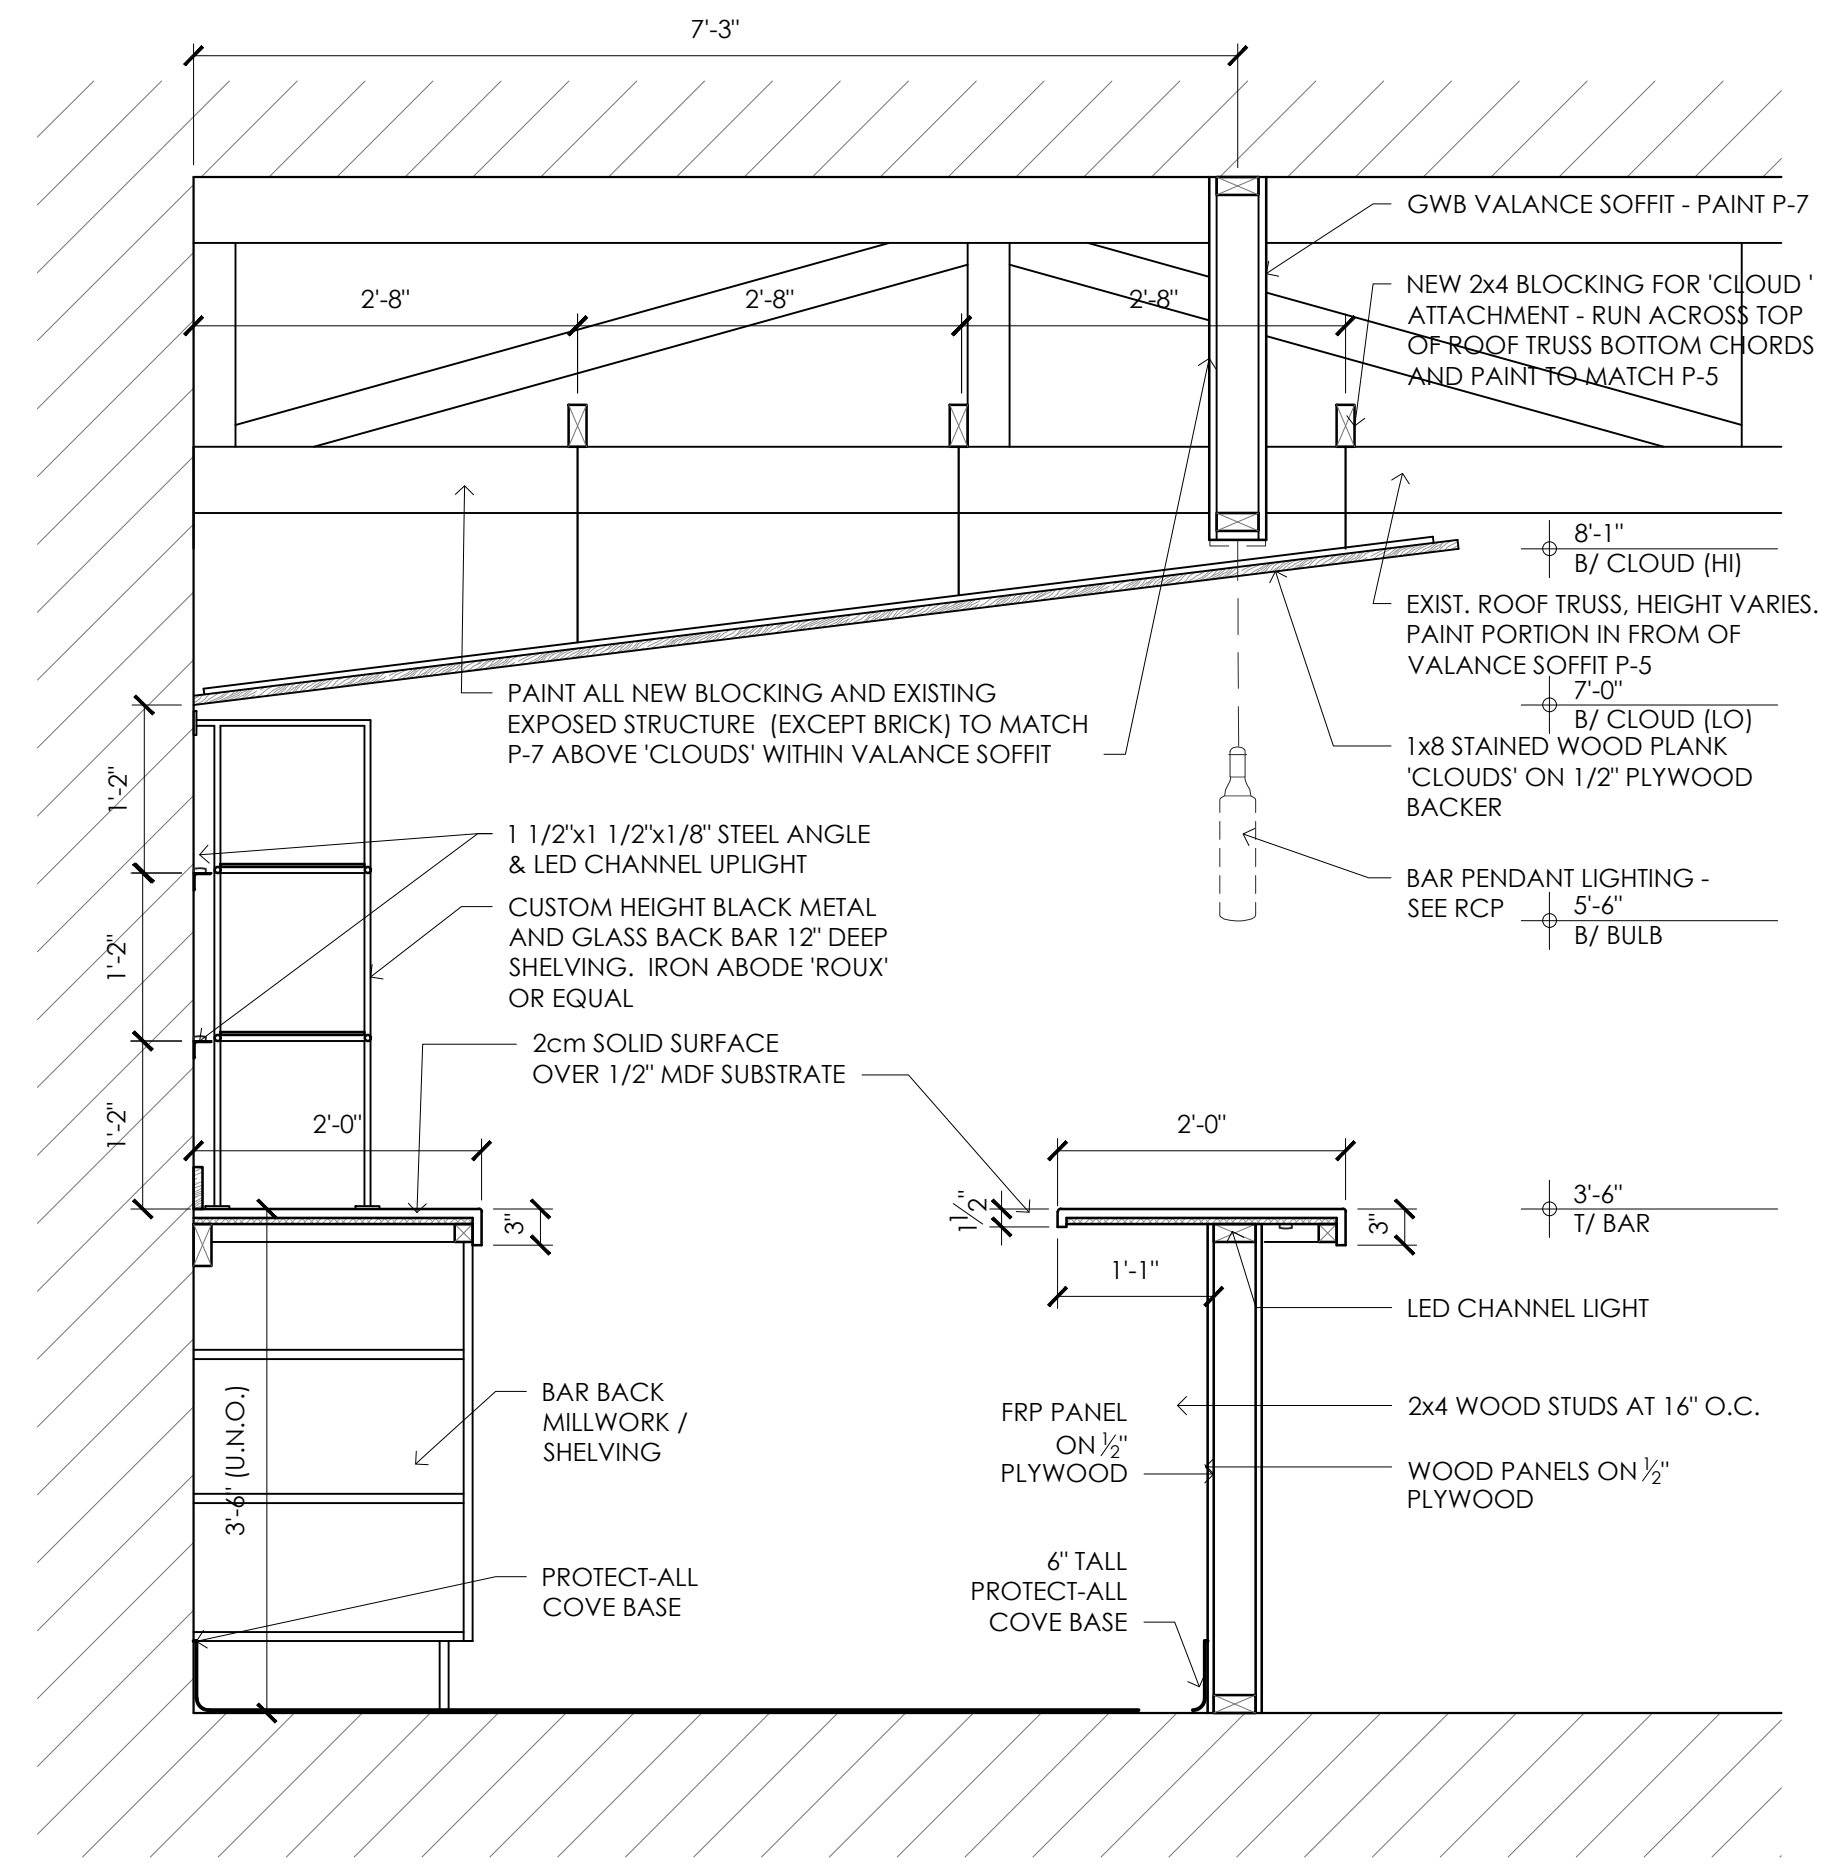 7'-3"
GWB VALANCE SOFFIT - PAINT P-7
NEW 2x4 BLOCKING FOR 'CLOUD '
ATTACHMENT - RUN ACROSS TOP
OF ROOF TRUSS BOTTOM CHORDS
AND PAINT TO MATCH P-5
2'-8"
2'-8"
2'-8"
8'-1"
B/ CLOUD (HI)
EXIST. ROOF TRUSS, HEIGHT VARIES.
PAINT PORTION IN FROM OF
VALANCE SOFFIT P-5
7'-0"
B/ CLOUD (LO)
PAINT ALL NEW BLOCKING AND EXISTING
EXPOSED STRUCTURE (EXCEPT BRICK) TO MATCH
P-7 ABOVE 'CLOUDS' WITHIN VALANCE SOFFIT
1x8 STAINED WOOD PLANK
'CLOUDS' ON 1/2" PLYWOOD
BACKER
1'-2"
1 1/2"x1 1/2"x1/8" STEEL ANGLE
& LED CHANNEL UPLIGHT
BAR PENDANT LIGHTING -
SEE RCP
5'-6"
B/ BULB
CUSTOM HEIGHT BLACK METAL
AND GLASS BACK BAR 12" DEEP
SHELVING. IRON ABODE 'ROUX'
OR EQUAL
1'-2"
2cm SOLID SURFACE
OVER 1/2" MDF SUBSTRATE
1'-2"
2'-0"
2'-0"
3"
1½"
3"
3'-6"
T/ BAR
1'-1"
LED CHANNEL LIGHT
BAR BACK
MILLWORK /
SHELVING
3'-6" (U.N.O.)
FRP PANEL
ON ½"
PLYWOOD
2x4 WOOD STUDS AT 16" O.C.
WOOD PANELS ON ½"
PLYWOOD
PROTECT-ALL
COVE BASE
6" TALL
PROTECT-ALL
COVE BASE